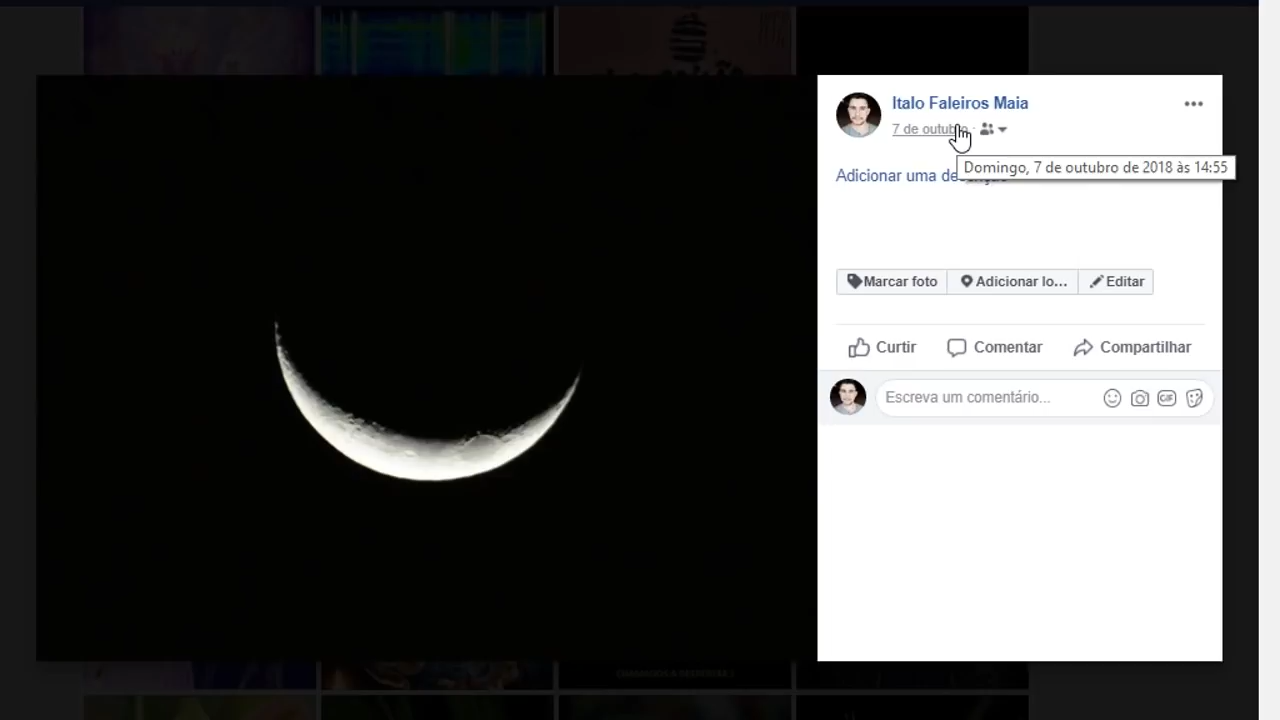 Italo Faleiros Maia
7 de outub
Domingo, 7 de outubro de 2018 às 14:55
Adicionar uma
Marcar foto
Adicionar lo...
Editar
Curtir
Comentar
Compartilhar
Escreva um comentário...
GIF